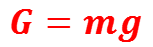 G = mg